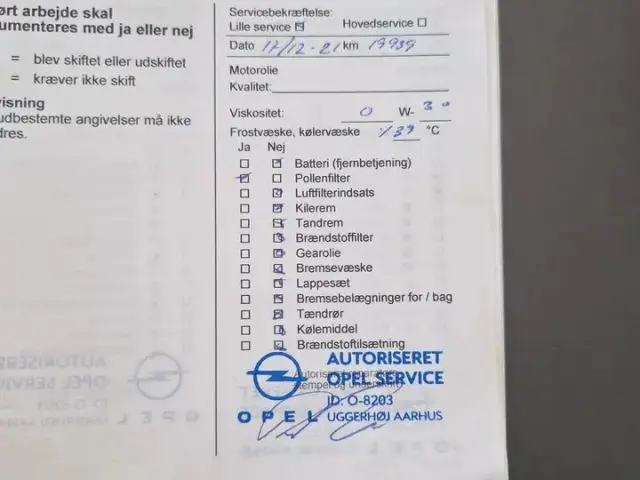 ørt arbejde skal
umenteres med ja eller nej
= blev skiftet eller udskiftet
= kræver ikke skift
visning
udbestemte angivelser må ikke
dres.
Servicebekræftelse:
Lille service ☑ Hovedservice ☐
Dato 17/12-21 km 19939
Motorolie
Kvalitet:
Viskositet: 0 W- 30
Frostvæske, kølervæske 37 °C
Ja Nej
☐ ☑ Batteri (fjernbetjening)
☑ ☐ Pollenfilter
☐ ☑ Luftfilterindsats
☐ ☑ Kilerem
☐ ☑ Tandrem
☐ ☑ Brændstoffilter
☐ ☑ Gearolie
☐ ☑ Bremsevæske
☐ ☑ Lappesæt
☐ ☑ Bremsebelægninger for / bag
☐ ☑ Tændrør
☐ ☑ Kølemiddel
☐ ☑ Brændstoftilsætning
AUTORISERET
OPEL SERVICE
ID: O-8203
OPEL UGGERHØJ AARHUS